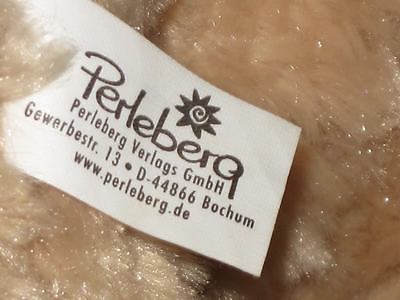 Perleberg
Perleberg Verlags GmbH
Gewerbestr. 13 • D-44866 Bochum
www.perleberg.de